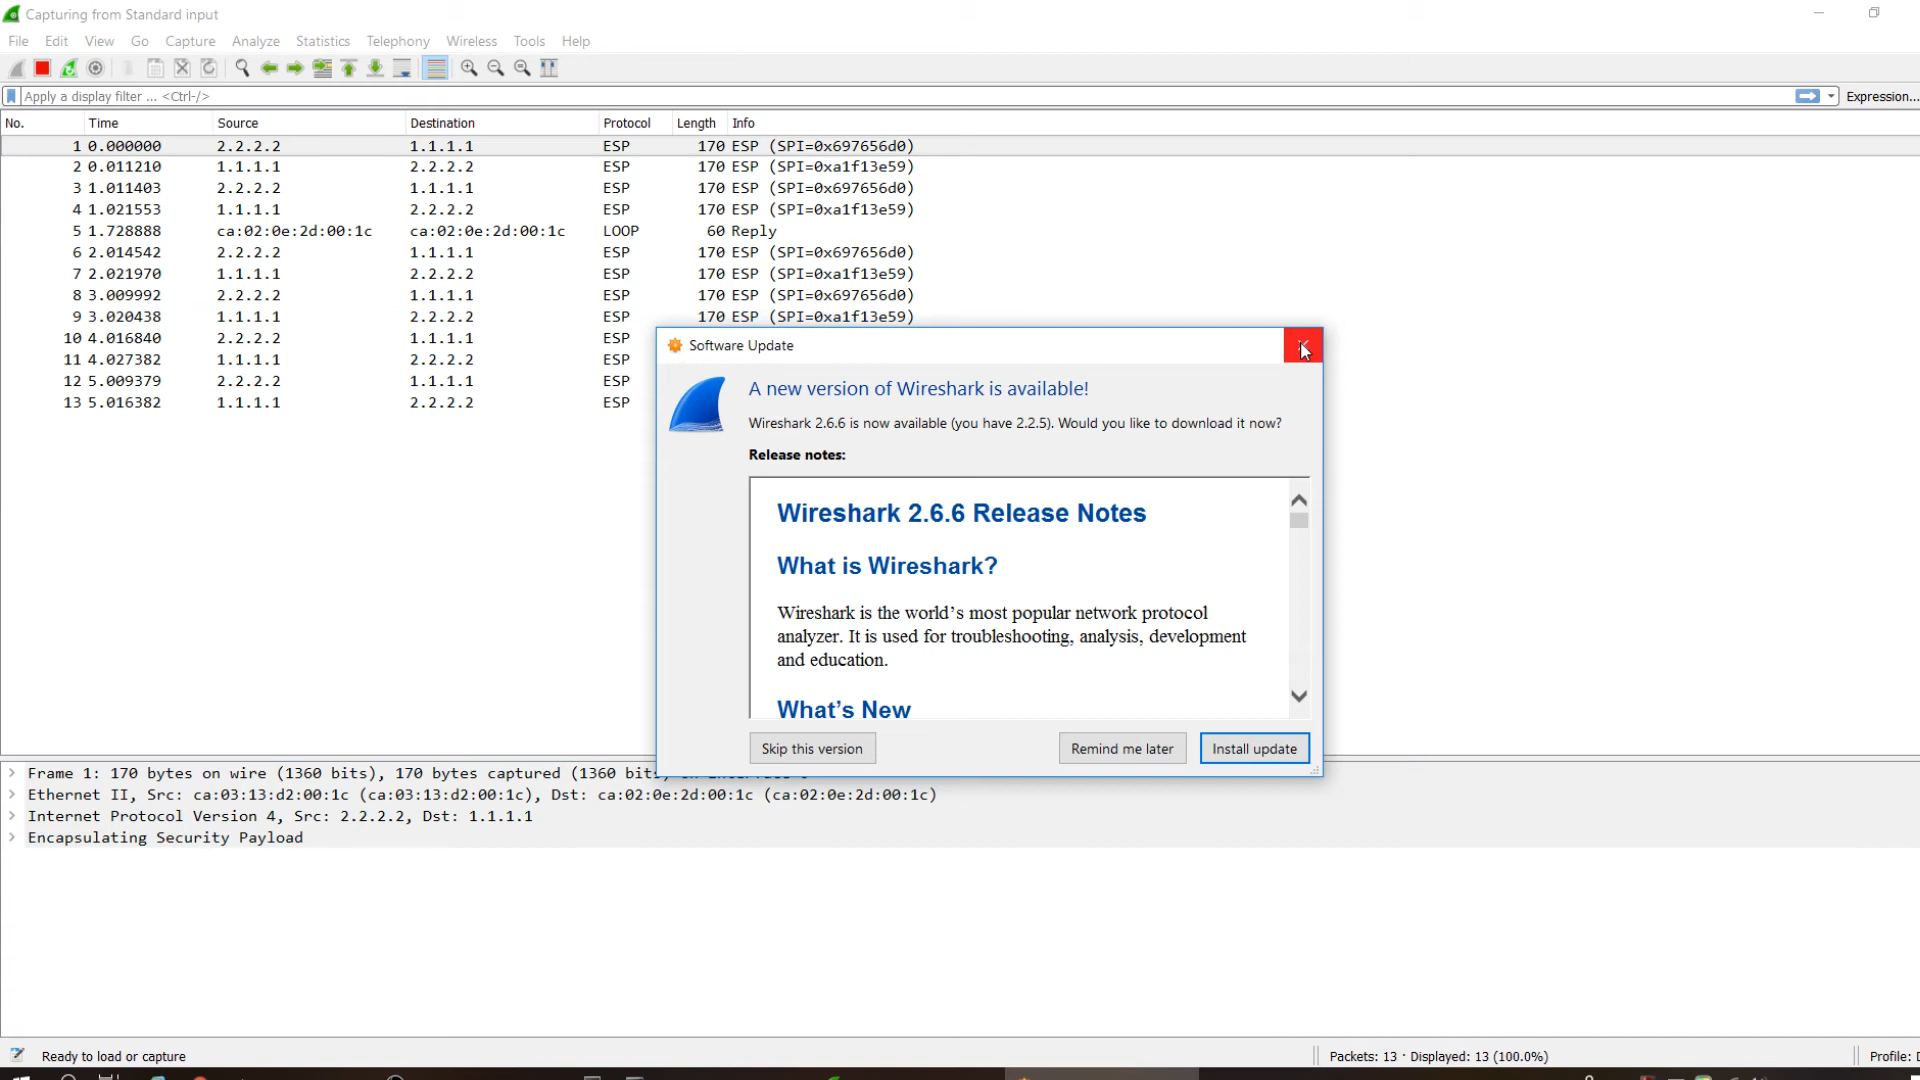 Capturing from Standard input
File Edit View Go Capture Analyze Statistics Telephony Wireless Tools Help
Apply a display filter ... <Ctrl-/> Expression...
No. Time Source Destination Protocol Length Info
1 0.000000 2.2.2.2 1.1.1.1 ESP 170 ESP (SPI=0x697656d0)
2 0.011210 1.1.1.1 2.2.2.2 ESP 170 ESP (SPI=0xa1f13e59)
3 1.011403 2.2.2.2 1.1.1.1 ESP 170 ESP (SPI=0x697656d0)
4 1.021553 1.1.1.1 2.2.2.2 ESP 170 ESP (SPI=0xa1f13e59)
5 1.728888 ca:02:0e:2d:00:1c ca:02:0e:2d:00:1c LOOP 60 Reply
6 2.014542 2.2.2.2 1.1.1.1 ESP 170 ESP (SPI=0x697656d0)
7 2.021970 1.1.1.1 2.2.2.2 ESP 170 ESP (SPI=0xa1f13e59)
8 3.009992 2.2.2.2 1.1.1.1 ESP 170 ESP (SPI=0x697656d0)
9 3.020438 1.1.1.1 2.2.2.2 ESP 170 ESP (SPI=0xa1f13e59)
10 4.016840 2.2.2.2 1.1.1.1 ESP
11 4.027382 1.1.1.1 2.2.2.2 ESP
12 5.009379 2.2.2.2 1.1.1.1 ESP
13 5.016382 1.1.1.1 2.2.2.2 ESP
Software Update
A new version of Wireshark is available!
Wireshark 2.6.6 is now available (you have 2.2.5). Would you like to download it now?
Release notes:
Wireshark 2.6.6 Release Notes
What is Wireshark?
Wireshark is the world's most popular network protocol
analyzer. It is used for troubleshooting, analysis, development
and education.
What's New
Skip this version Remind me later Install update
Frame 1: 170 bytes on wire (1360 bits), 170 bytes captured (1360 bits)
Ethernet II, Src: ca:03:13:d2:00:1c (ca:03:13:d2:00:1c), Dst: ca:02:0e:2d:00:1c (ca:02:0e:2d:00:1c)
Internet Protocol Version 4, Src: 2.2.2.2, Dst: 1.1.1.1
Encapsulating Security Payload
Ready to load or capture Packets: 13 · Displayed: 13 (100.0%) Profile: